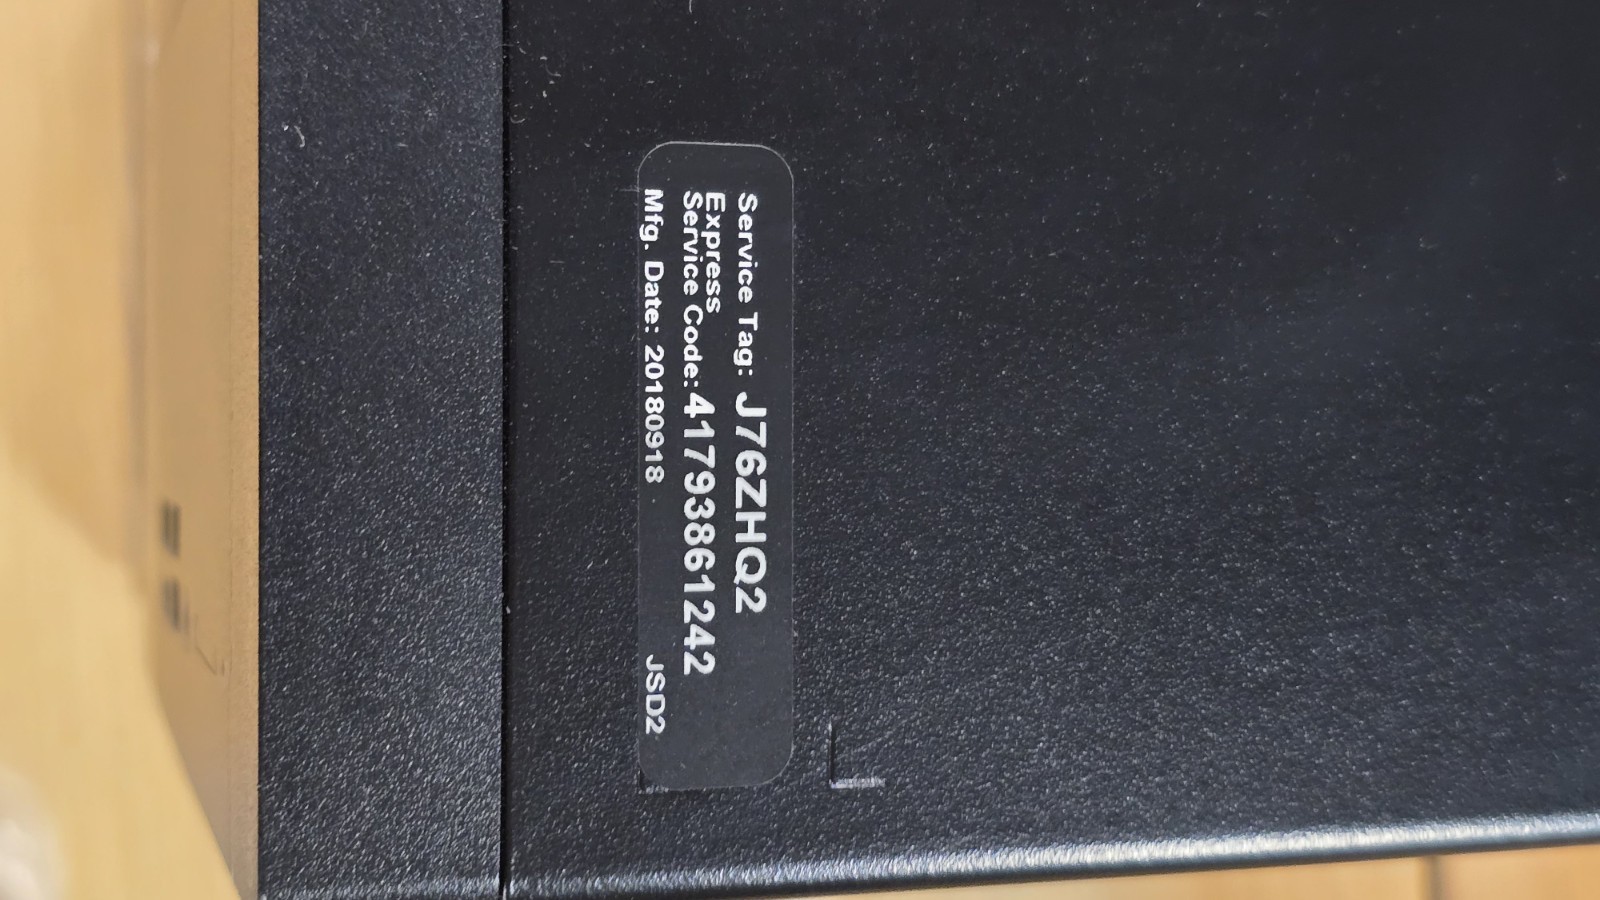 Service Tag: J76ZHQ2
Express
Service Code: 41793861242
Mfg. Date: 20180918 JSD2